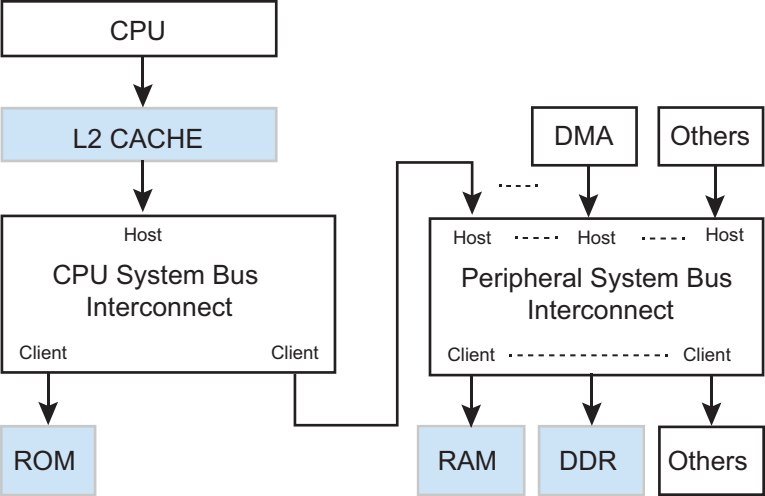 CPU
L2 CACHE
DMA
Others
Host
CPU System Bus
Interconnect
Client
Client
Host
Host
Host
Peripheral System Bus
Interconnect
Client
Client
ROM
RAM
DDR
Others